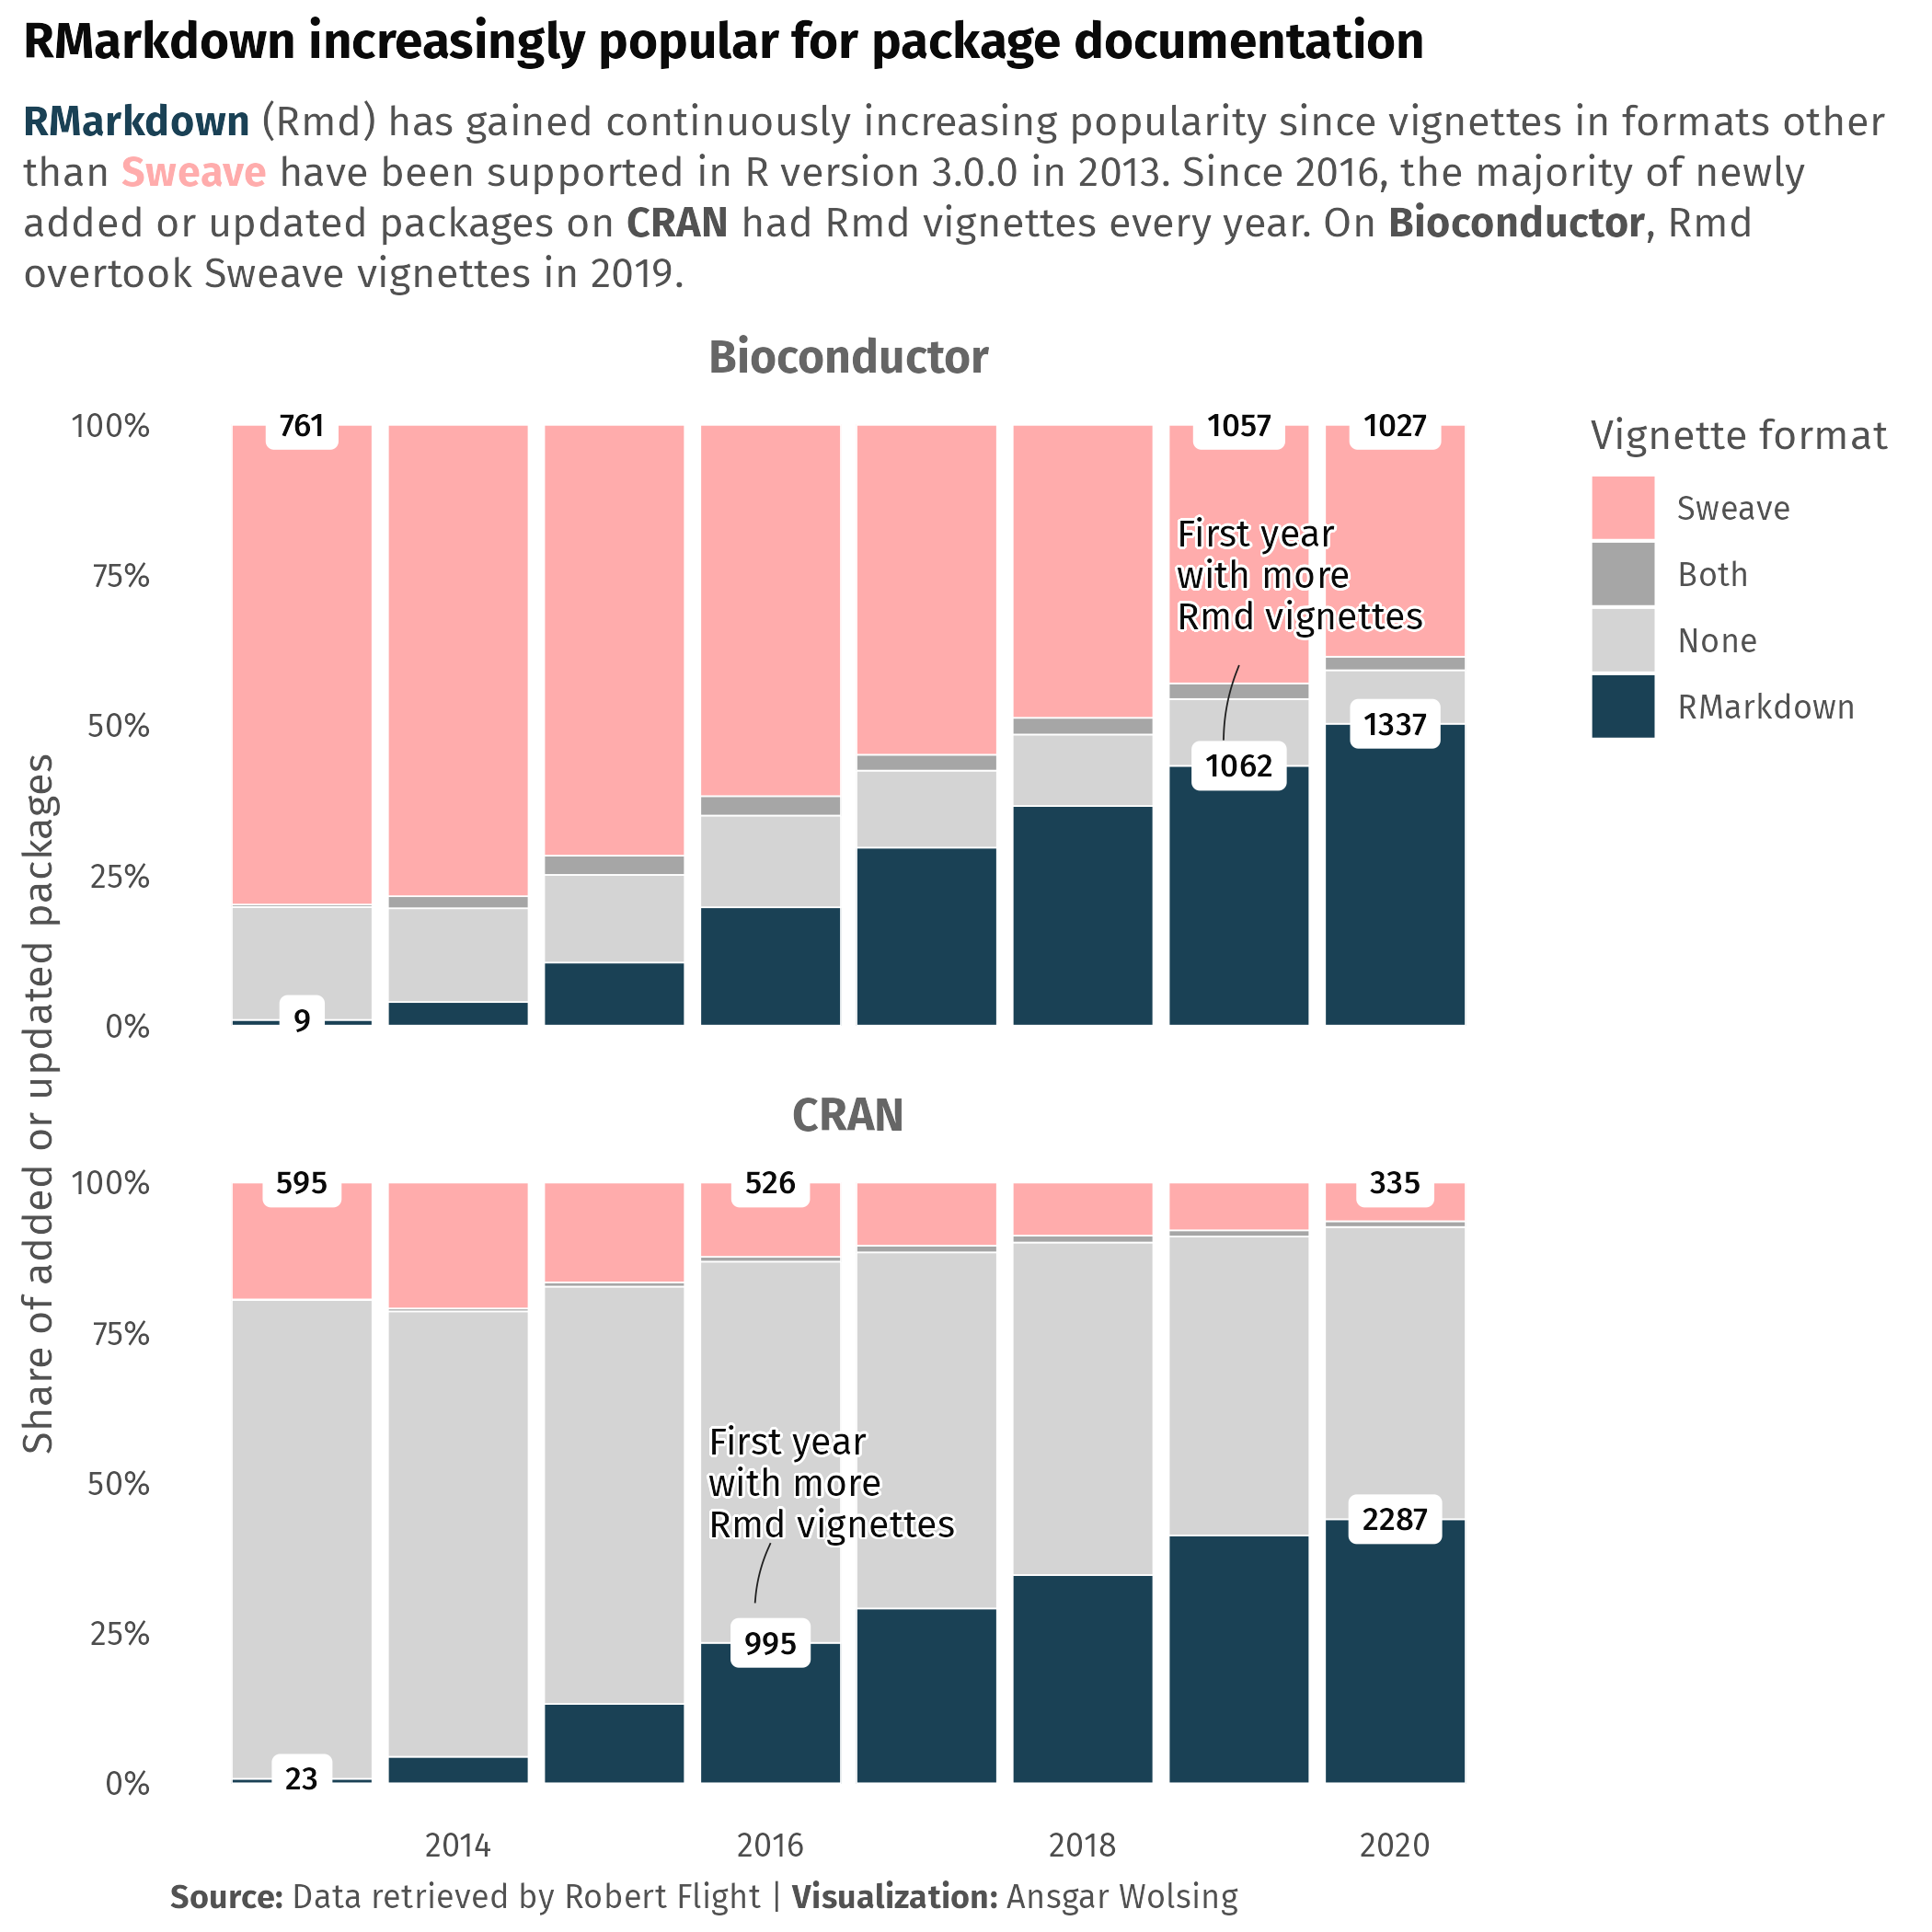 RMarkdown increasingly popular for package documentation
RMarkdown (Rmd) has gained continuously increasing popularity since vignettes in formats other
than Sweave have been supported in R version 3.0.0 in 2013. Since 2016, the majority of newly
added or updated packages on CRAN had Rmd vignettes every year. On Bioconductor, Rmd
overtook Sweave vignettes in 2019.
Share of added or updated packages
Bioconductor
100%
75%
50%
25%
0%
761
1057
1027
First year
with more
Rmd vignettes
1062
1337
9
Vignette format
Sweave
Both
None
RMarkdown
CRAN
100%
75%
50%
25%
0%
595
526
335
First year
with more
Rmd vignettes
995
2287
23
2014
2016
2018
2020
Source: Data retrieved by Robert Flight | Visualization: Ansgar Wolsing